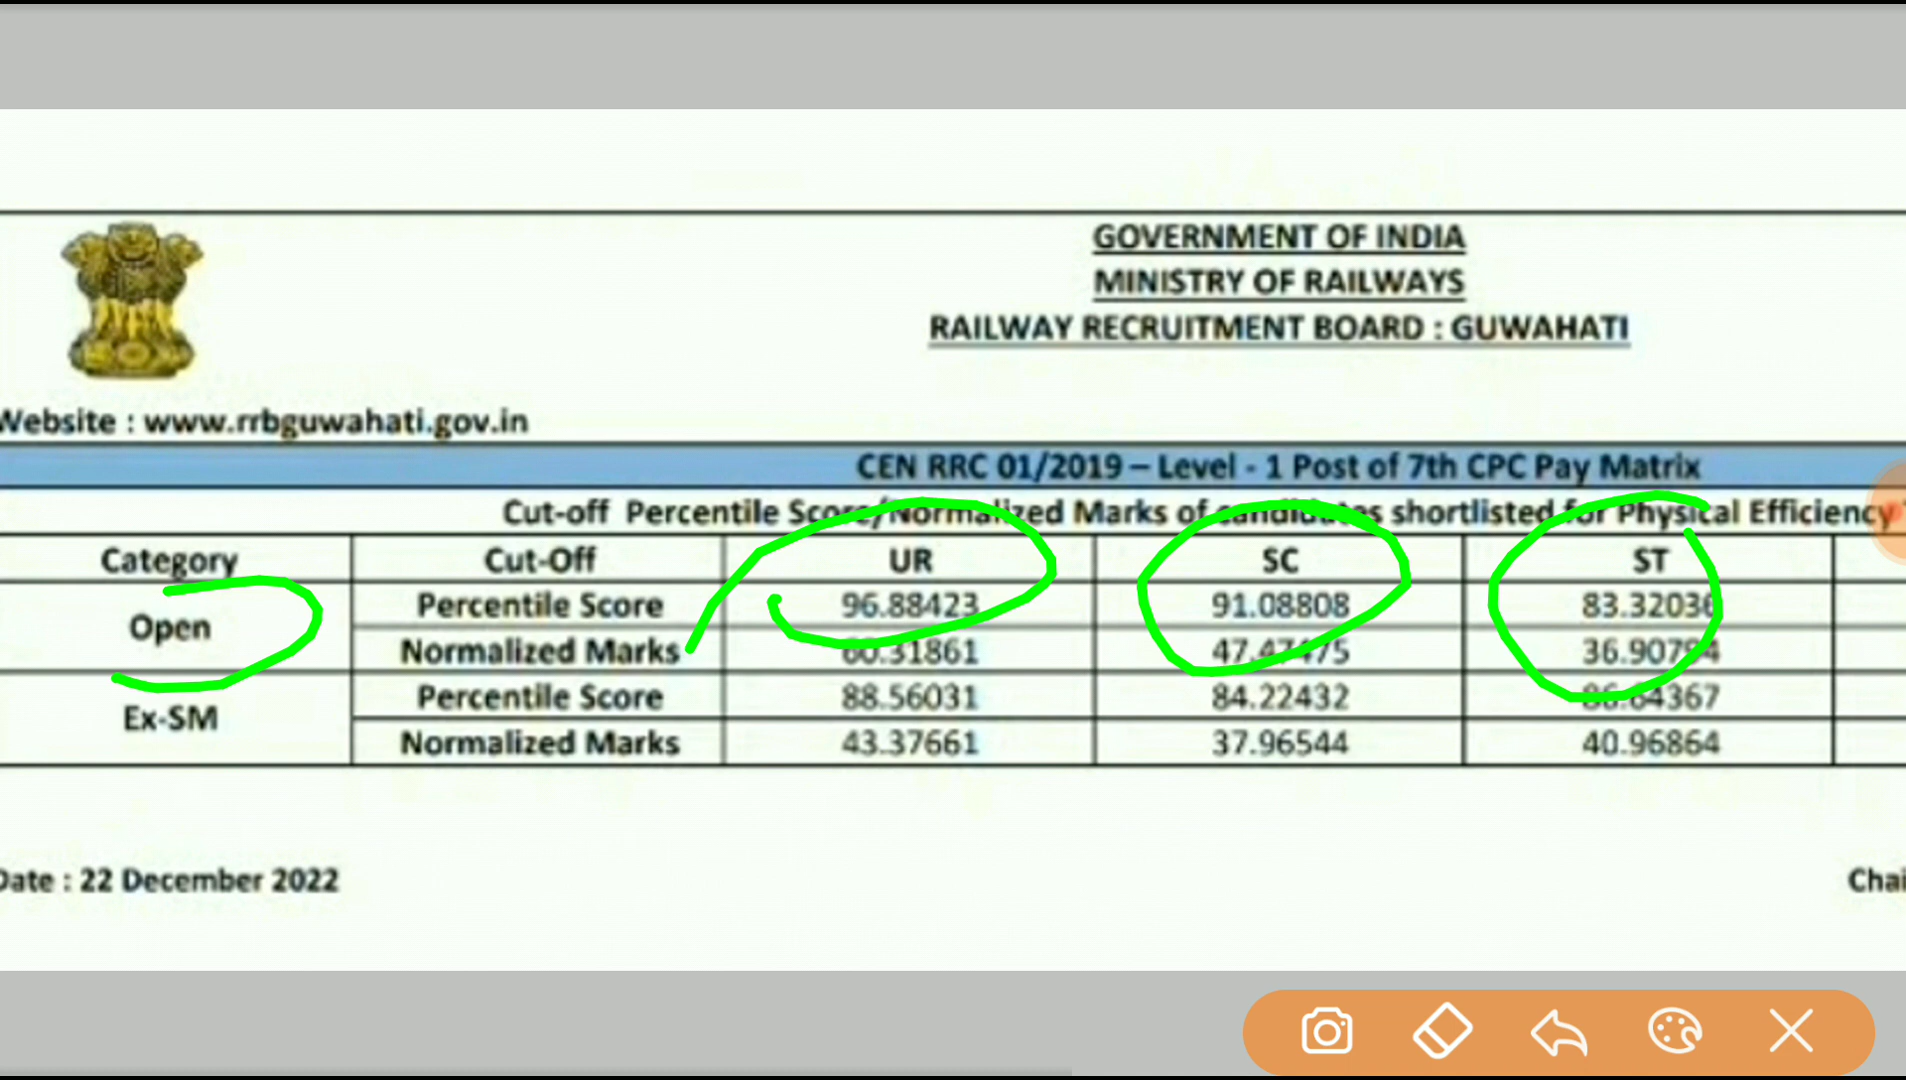 GOVERNMENT OF INDIA
MINISTRY OF RAILWAYS
RAILWAY RECRUITMENT BOARD : GUWAHATI
Website : www.rrbguwahati.gov.in
CEN RRC 01/2019 – Level - 1 Post of 7th CPC Pay Matrix
Cut-off Percentile Score/Normalized Marks of candidates shortlisted for Physical Efficiency
Category Cut-Off UR SC ST
Open Percentile Score 96.88423 91.08808 83.32036
Normalized Marks 60.31861 47.47475 36.90794
Ex-SM Percentile Score 88.56031 84.22432 86.64367
Normalized Marks 43.37661 37.96544 40.96864
Date : 22 December 2022
Chai